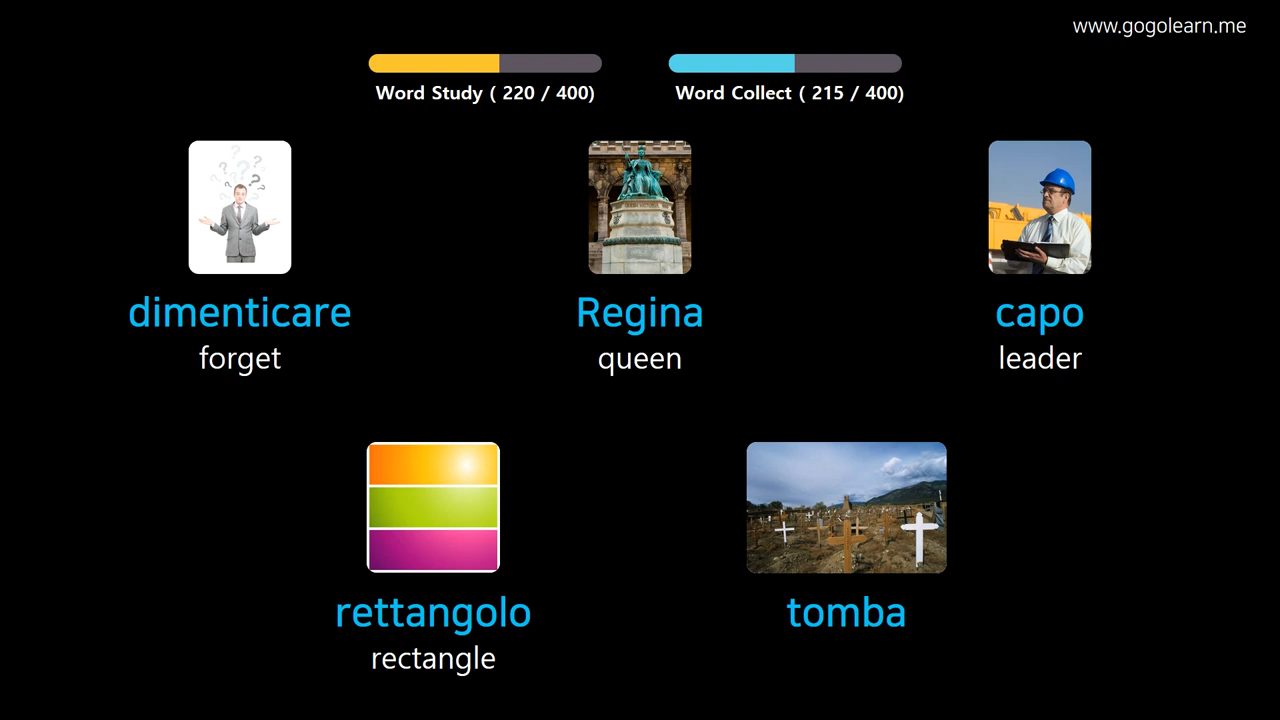 www.gogolearn.me
Word Study ( 220 / 400)
Word Collect ( 215 / 400)
dimenticare
forget
Regina
queen
capo
leader
rettangolo
rectangle
tomba